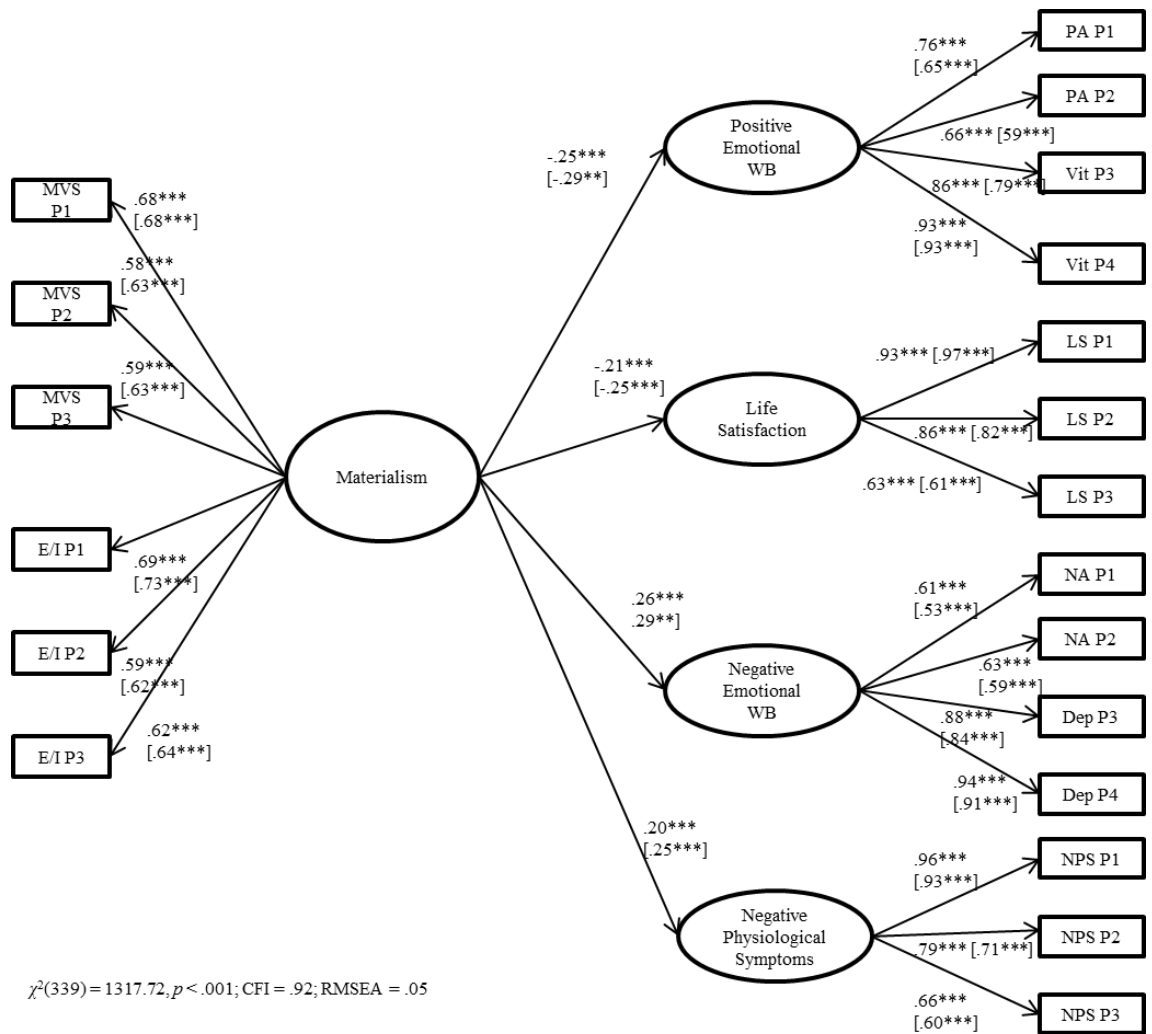 MVS
P1
MVS
P2
MVS
P3
E/I P1
E/I P2
E/I P3
.68***
[.68***]
.58***
[.63***]
.59***
[.63***]
.69***
[.73***]
.59***
[.62***]
.62***
[.64***]
Materialism
-.25***
[-.29**]
-.21***
[-.25***]
.26***
.29**]
.20***
[.25***]
Positive
Emotional
WB
Life
Satisfaction
Negative
Emotional
WB
Negative
Physiological
Symptoms
.76***
[.65***]
.66*** [59***]
.86*** [.79***]
.93***
[.93***]
.93*** [.97***]
.86*** [.82***]
.63*** [.61***]
.61***
[.53***]
.63***
[.59***]
.88***
[.84***]
.94***
[.91***]
.96***
[.93***]
.79*** [.71***]
.66***
[.60***]
PA P1
PA P2
Vit P3
Vit P4
LS P1
LS P2
LS P3
NA P1
NA P2
Dep P3
Dep P4
NPS P1
NPS P2
NPS P3
χ²(339) = 1317.72, p < .001; CFI = .92; RMSEA = .05